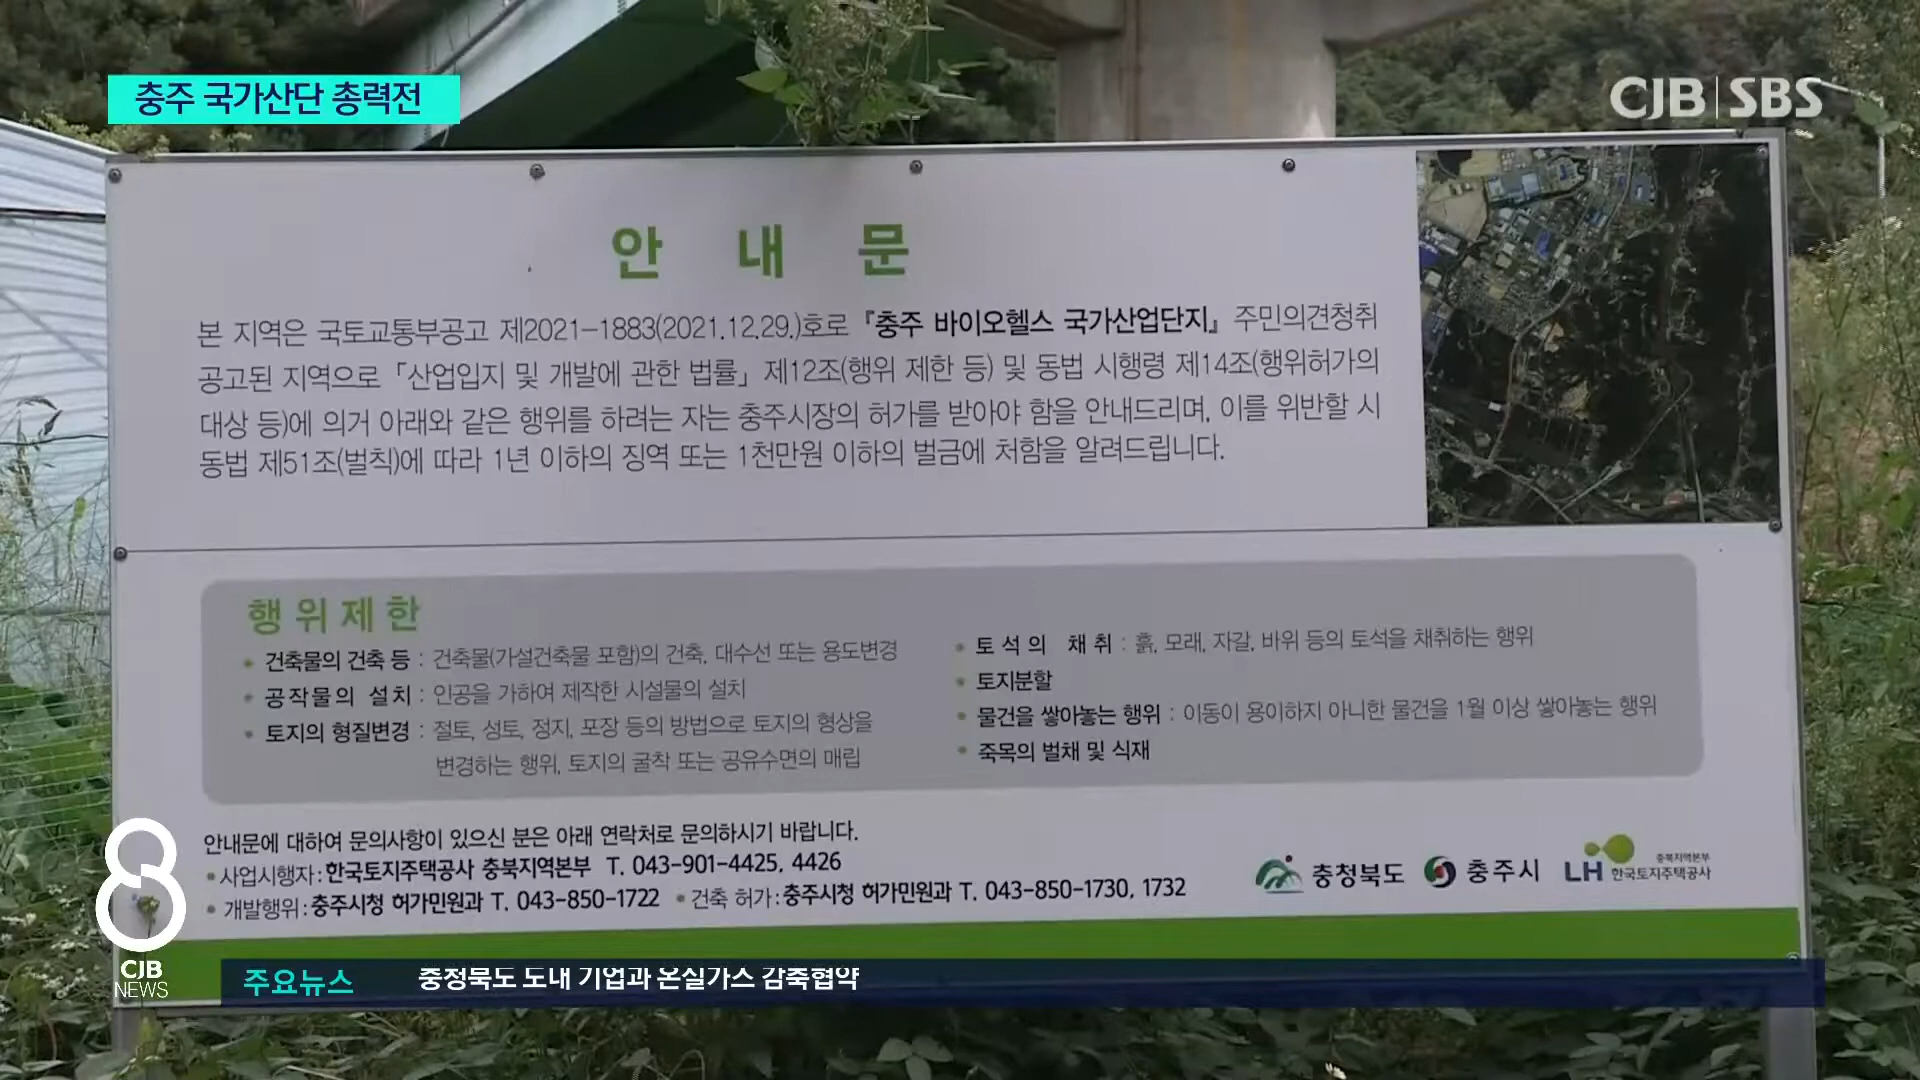 충주 국가산단 총력전
CJB SBS
안 내 문
본 지역은 국토교통부공고 제2021-1883(2021.12.29.)호로 『충주 바이오헬스 국가산업단지』 주민의견청취
공고된 지역으로 「산업입지 및 개발에 관한 법률」 제12조(행위 제한 등) 및 동법 시행령 제14조(행위허가의
대상 등)에 의거 아래와 같은 행위를 하려는 자는 충주시장의 허가를 받아야 함을 안내드리며, 이를 위반할 시
동법 제51조(벌칙)에 따라 1년 이하의 징역 또는 1천만원 이하의 벌금에 처함을 알려드립니다.
행위제한
• 건축물의 건축 등 : 건축물(가설건축물 포함)의 건축, 대수선 또는 용도변경
• 공작물의 설치 : 인공을 가하여 제작한 시설물의 설치
• 토지의 형질변경 : 절토, 성토, 정지, 포장 등의 방법으로 토지의 형상을
변경하는 행위, 토지의 굴착 또는 공유수면의 매립
• 토석의 채취 : 흙, 모래, 자갈, 바위 등의 토석을 채취하는 행위
• 토지분할
• 물건을 쌓아놓는 행위 : 이동이 용이하지 아니한 물건을 1월 이상 쌓아놓는 행위
• 죽목의 벌채 및 식재
안내문에 대하여 문의사항이 있으신 분은 아래 연락처로 문의하시기 바랍니다.
• 사업시행자 : 한국토지주택공사 충북지역본부 T. 043-901-4425, 4426
• 개발행위 : 충주시청 허가민원과 T. 043-850-1722 • 건축 허가 : 충주시청 허가민원과 T. 043-850-1730, 1732
충청북도 충주시 LH 충북지역본부 한국토지주택공사
8
CJB
NEWS
주요뉴스 충청북도 도내 기업과 온실가스 감축협약